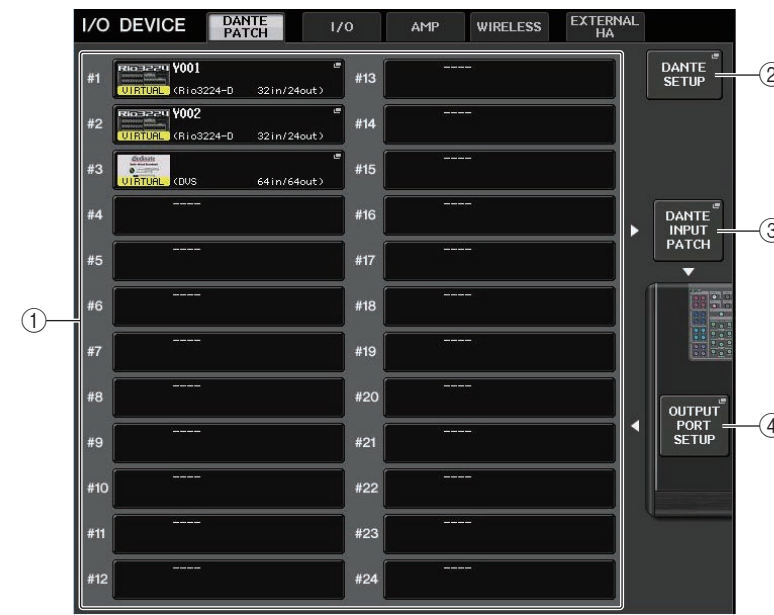 I/O DEVICE
DANTE PATCH
I/O
AMP
WIRELESS
EXTERNAL HA
#1
Rio3224
Y001
VIRTUAL
(Rio3224-D 32in/24out)
#2
Rio3224
Y002
VIRTUAL
(Rio3224-D 32in/24out)
#3
VIRTUAL
(DVS 64in/64out)
#4 ----
#5 ----
#6 ----
#7 ----
#8 ----
#9 ----
#10 ----
#11 ----
#12 ----
#13 ----
#14 ----
#15 ----
#16 ----
#17 ----
#18 ----
#19 ----
#20 ----
#21 ----
#22 ----
#23 ----
#24 ----
DANTE
SETUP
DANTE
INPUT
PATCH
OUTPUT
PORT
SETUP
①
②
③
④